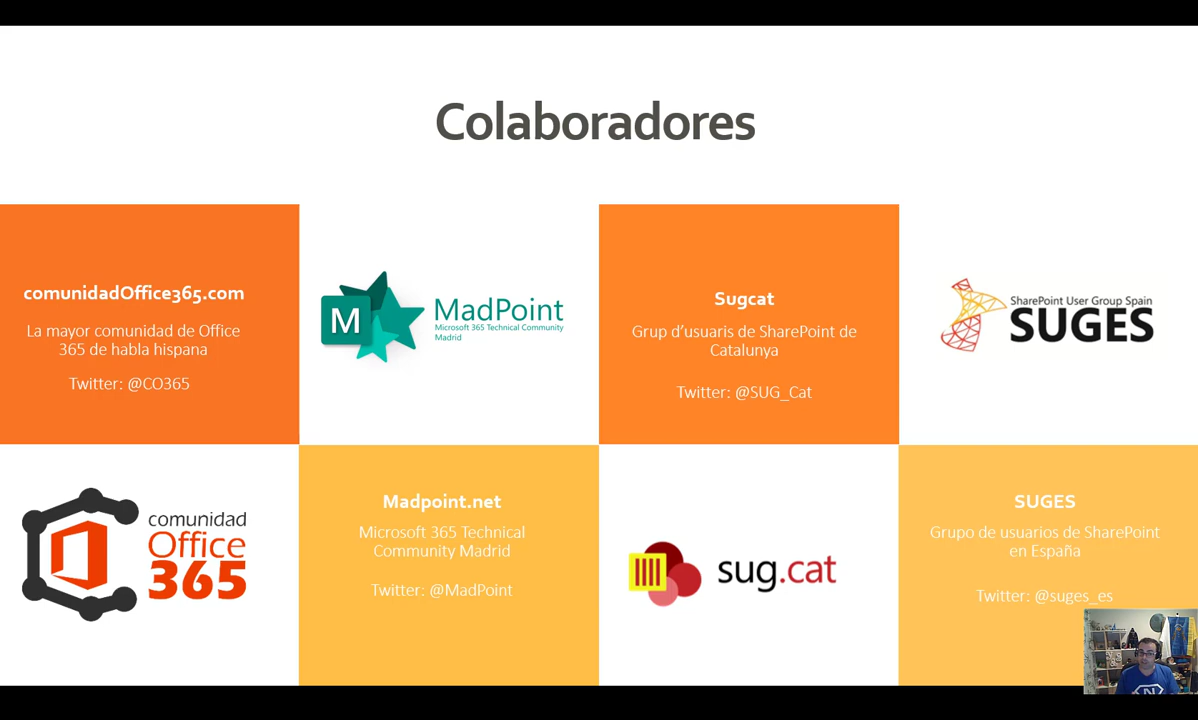 Colaboradores
comunidadOffice365.com
La mayor comunidad de Office
365 de habla hispana
Twitter: @CO365
M
MadPoint
Microsoft 365 Technical Community
Madrid
Sugcat
Grup d'usuaris de SharePoint de
Catalunya
Twitter: @SUG_Cat
SharePoint User Group Spain
SUGES
comunidad
Office
365
Madpoint.net
Microsoft 365 Technical
Community Madrid
Twitter: @MadPoint
sug.cat
SUGES
Grupo de usuarios de SharePoint
en España
Twitter: @suges_es
N